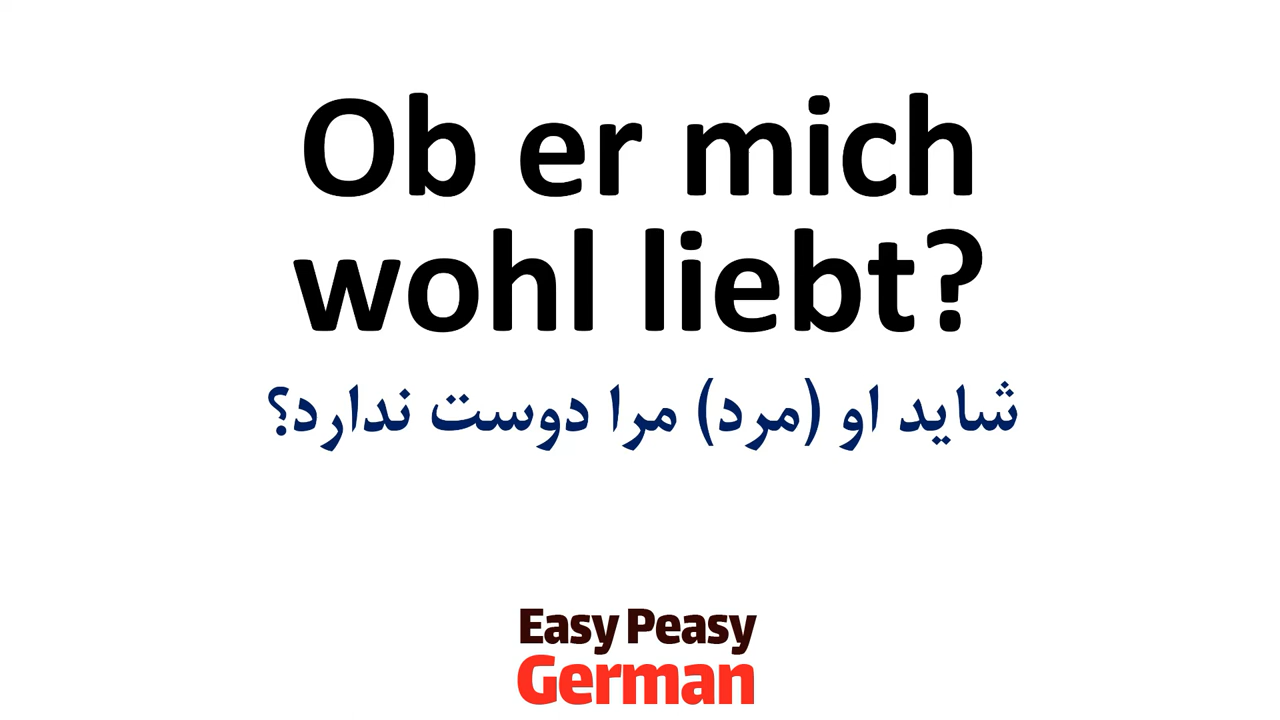 Ob er mich
wohl liebt?
شاید او (مرد) مرا دوست ندارد؟
Easy Peasy
German